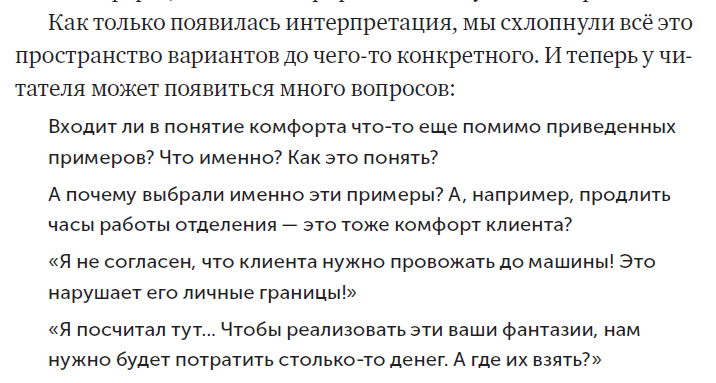 Как только появилась интерпретация, мы схлопнули всё это
пространство вариантов до чего-то конкретного. И теперь у чи-
тателя может появиться много вопросов:
Входит ли в понятие комфорта что-то еще помимо приведенных
примеров? Что именно? Как это понять?
А почему выбрали именно эти примеры? А, например, продлить
часы работы отделения — это тоже комфорт клиента?
«Я не согласен, что клиента нужно провожать до машины! Это
нарушает его личные границы!»
«Я посчитал тут... Чтобы реализовать эти ваши фантазии, нам
нужно будет потратить столько-то денег. А где их взять?»